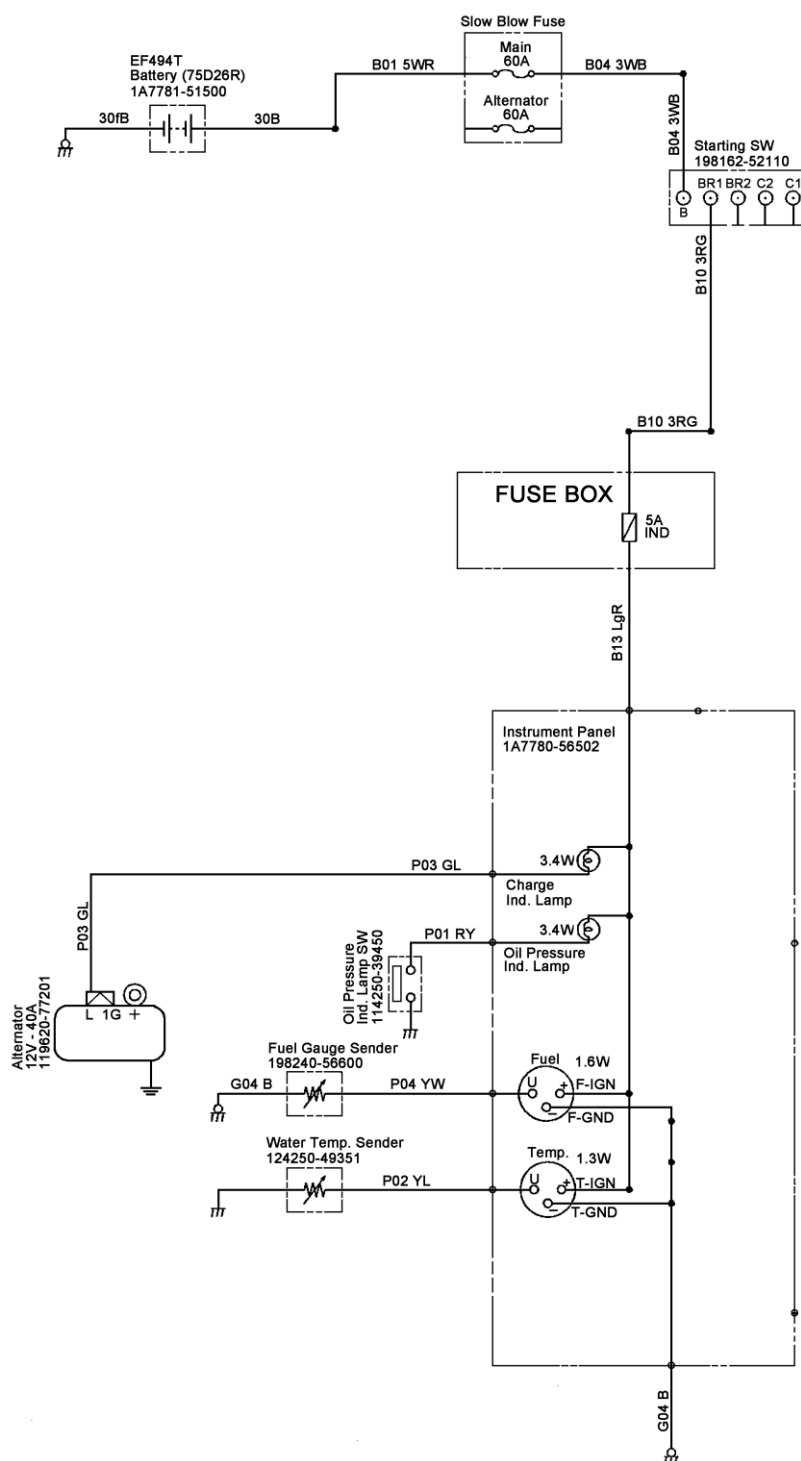 Slow Blow Fuse
Main
60A
Alternator
60A
EF494T
Battery (75D26R)
1A7781-51500
30fB
30B
B01 5WR
B04 3WB
B04 3WB
Starting SW
198162-52110
B
BR1
BR2
C2
C1
B10 3RG
B10 3RG
FUSE BOX
5A
IND
B13 LgR
Instrument Panel
1A7780-56502
P03 GL
P03 GL
3.4W
Charge
Ind. Lamp
P01 RY
3.4W
Oil Pressure
Ind. Lamp
Oil Pressure
Ind. Lamp SW
114250-39450
L
1G
+
Alternator
12V - 40A
119620-77201
Fuel Gauge Sender
198240-56600
G04 B
P04 YW
Fuel
1.6W
U
+
F-IGN
−
F-GND
Water Temp. Sender
124250-49351
P02 YL
Temp.
1.3W
U
+
T-IGN
−
T-GND
G04 B